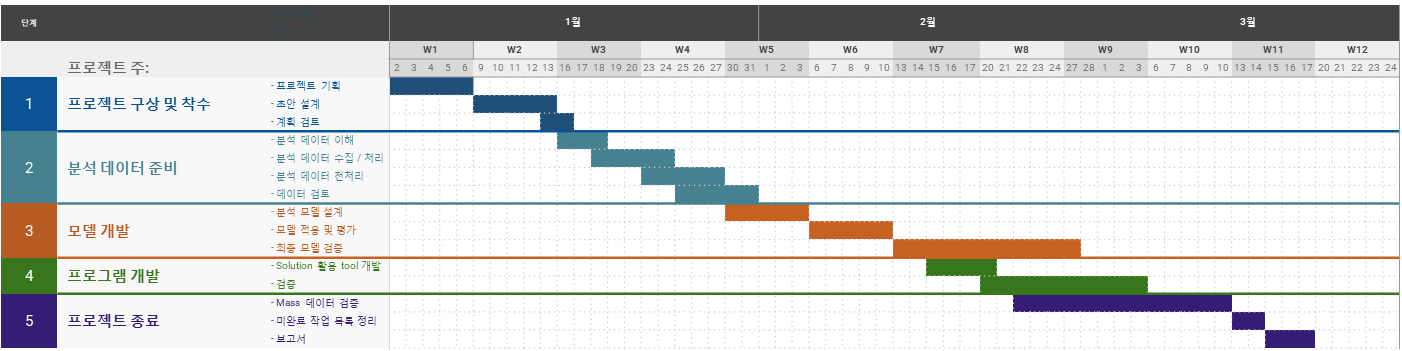 단계 1월 2월 3월
W1 W2 W3 W4 W5 W6 W7 W8 W9 W10 W11 W12
프로젝트 주: 2 3 4 5 6 9 10 11 12 13 16 17 18 19 20 23 24 25 26 27 30 31 1 2 3 6 7 8 9 10 13 14 15 16 17 20 21 22 23 24 27 28 1 2 3 6 7 8 9 10 13 14 15 16 17 20 21 22 23 24
1 프로젝트 구상 및 착수
- 프로젝트 기획
- 초안 설계
- 계획 검토
2 분석 데이터 준비
- 분석 데이터 이해
- 분석 데이터 수집 / 처리
- 분석 데이터 전처리
- 데이터 검토
3 모델 개발
- 분석 모델 설계
- 모델 적용 및 평가
- 최종 모델 검증
4 프로그램 개발
- Solution 활용 tool 개발
- 검증
5 프로젝트 종료
- Mass 데이터 검증
- 미완료 작업 목록 정리
- 보고서